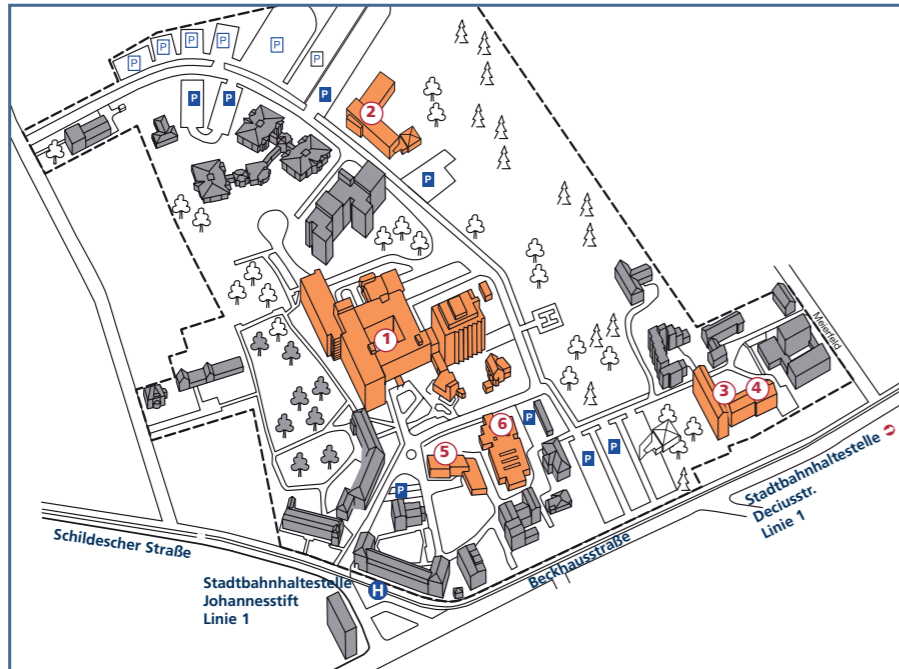 P
P
P
P
P
P
P
P
P
2
P
Meierfeld
1
3
4
6
P
5
P
P
P
Stadtbahnhaltestelle
Deciusstr.
Linie 1
Schildescher Straße
Beckhausstraße
Stadtbahnhaltestelle
Johannesstift
Linie 1
H